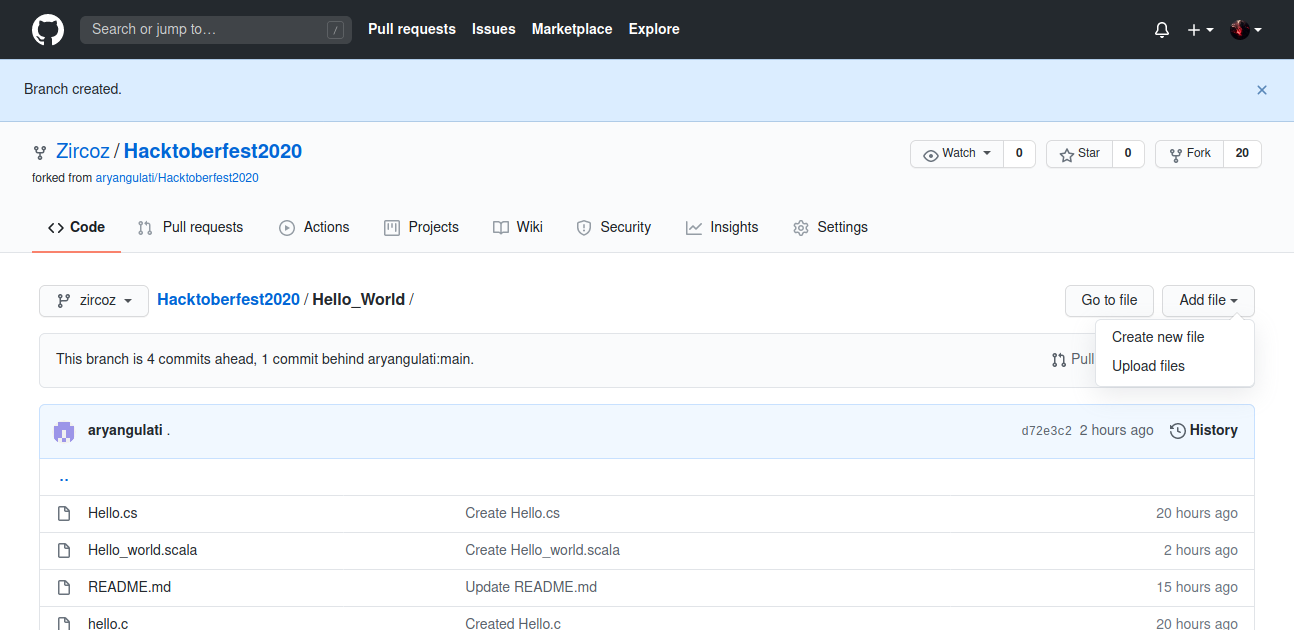 Search or jump to… / Pull requests Issues Marketplace Explore
Branch created.
Zircoz / Hacktoberfest2020 Watch 0 Star 0 Fork 20
forked from aryangulati/Hacktoberfest2020
Code Pull requests Actions Projects Wiki Security Insights Settings
zircoz Hacktoberfest2020 / Hello_World / Go to file Add file
Create new file
This branch is 4 commits ahead, 1 commit behind aryangulati:main. Pull
Upload files
aryangulati . d72e3c2 2 hours ago History
..
Hello.cs Create Hello.cs 20 hours ago
Hello_world.scala Create Hello_world.scala 2 hours ago
README.md Update README.md 15 hours ago
hello.c Created Hello.c 20 hours ago